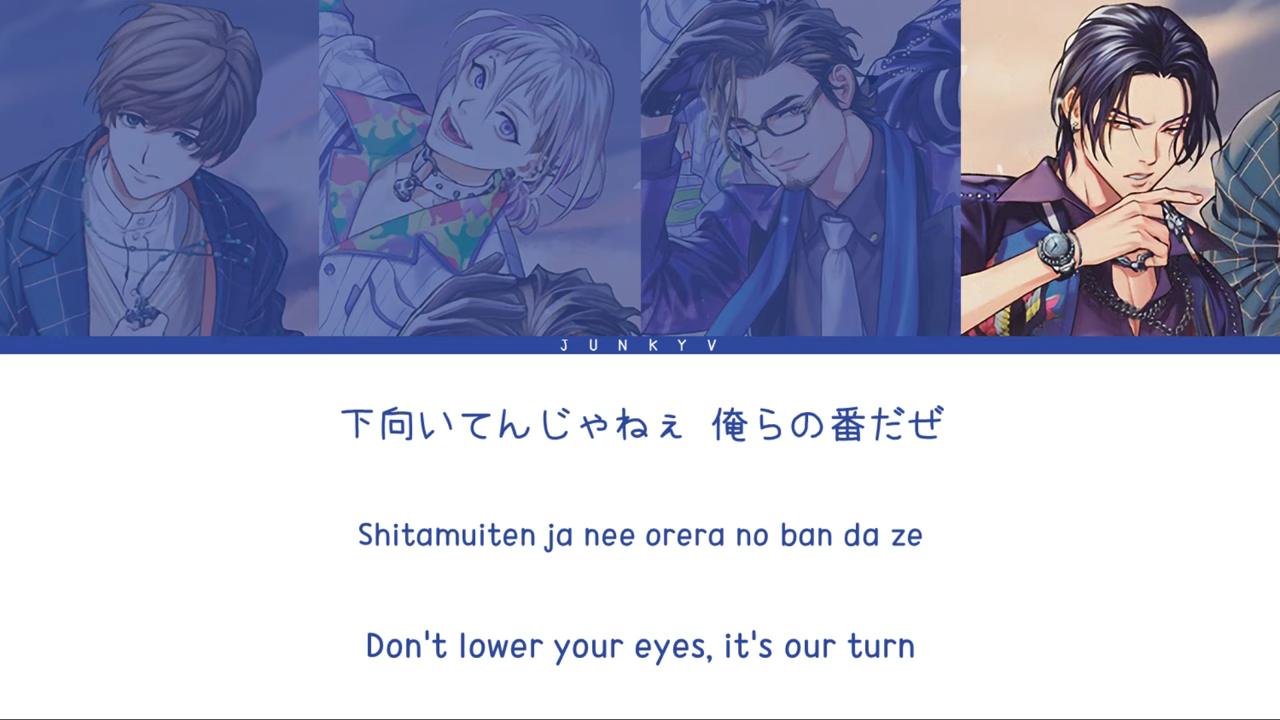 JUNKYV
下向いてんじゃねぇ 俺らの番だぜ
Shitamuiten ja nee orera no ban da ze
Don't lower your eyes, it's our turn